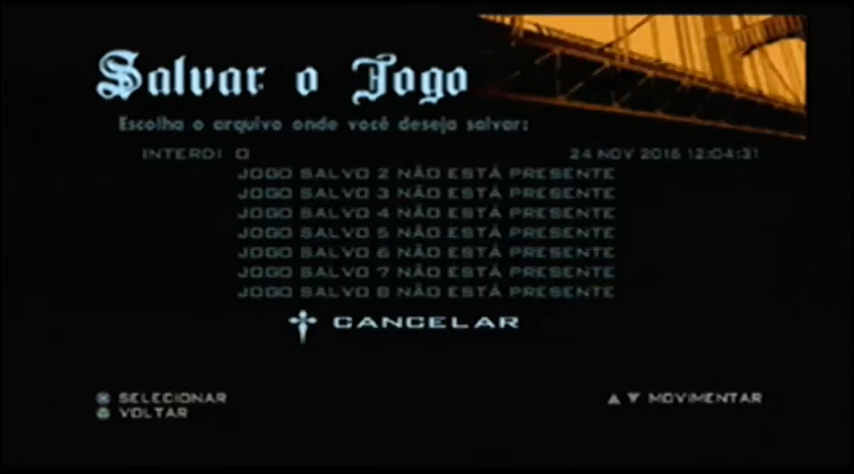 Salvar o Jogo
Escolha o arquivo onde você deseja salvar:
INTERDI O 24 NOV 2016 12:04:31
JOGO SALVO 2 NÃO ESTÁ PRESENTE
JOGO SALVO 3 NÃO ESTÁ PRESENTE
JOGO SALVO 4 NÃO ESTÁ PRESENTE
JOGO SALVO 5 NÃO ESTÁ PRESENTE
JOGO SALVO 6 NÃO ESTÁ PRESENTE
JOGO SALVO 7 NÃO ESTÁ PRESENTE
JOGO SALVO 8 NÃO ESTÁ PRESENTE
CANCELAR
SELECIONAR
VOLTAR
MOVIMENTAR